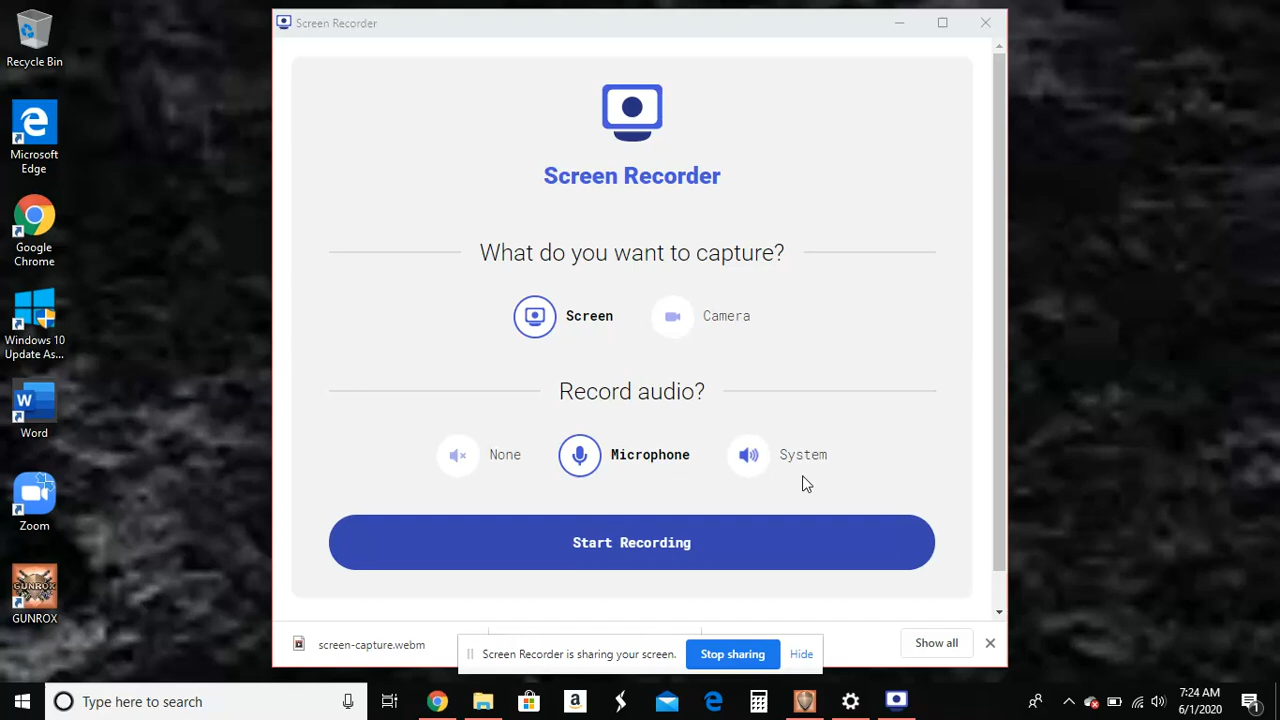 Screen Recorder
Recycle Bin
Microsoft
Edge
Google
Chrome
Windows 10
Update As...
Word
Zoom
GUNROX
GUNROX
Screen Recorder
What do you want to capture?
Screen Camera
Record audio?
None Microphone System
Start Recording
screen-capture.webm
Show all
Screen Recorder is sharing your screen. Stop sharing Hide
Type here to search
7:24 AM
6/1/2020
1